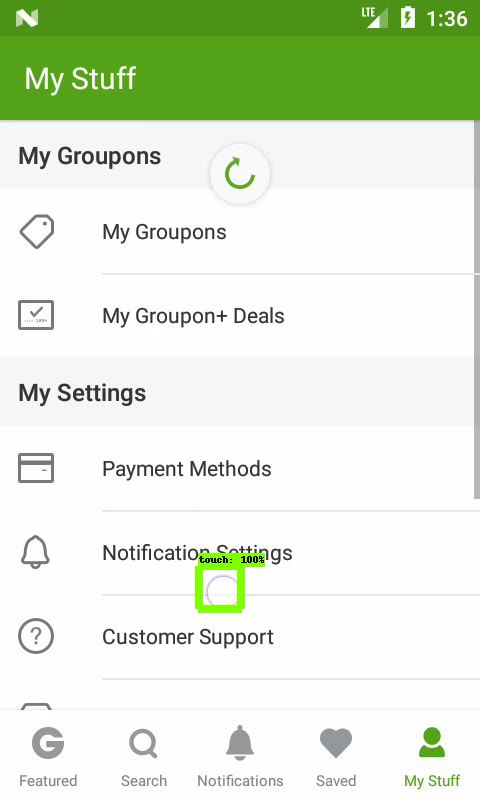 LTE 1:36
My Stuff
My Groupons
My Groupons
My Groupon+ Deals
My Settings
Payment Methods
Notification Settings
touch: 100%
Customer Support
Featured Search Notifications Saved My Stuff